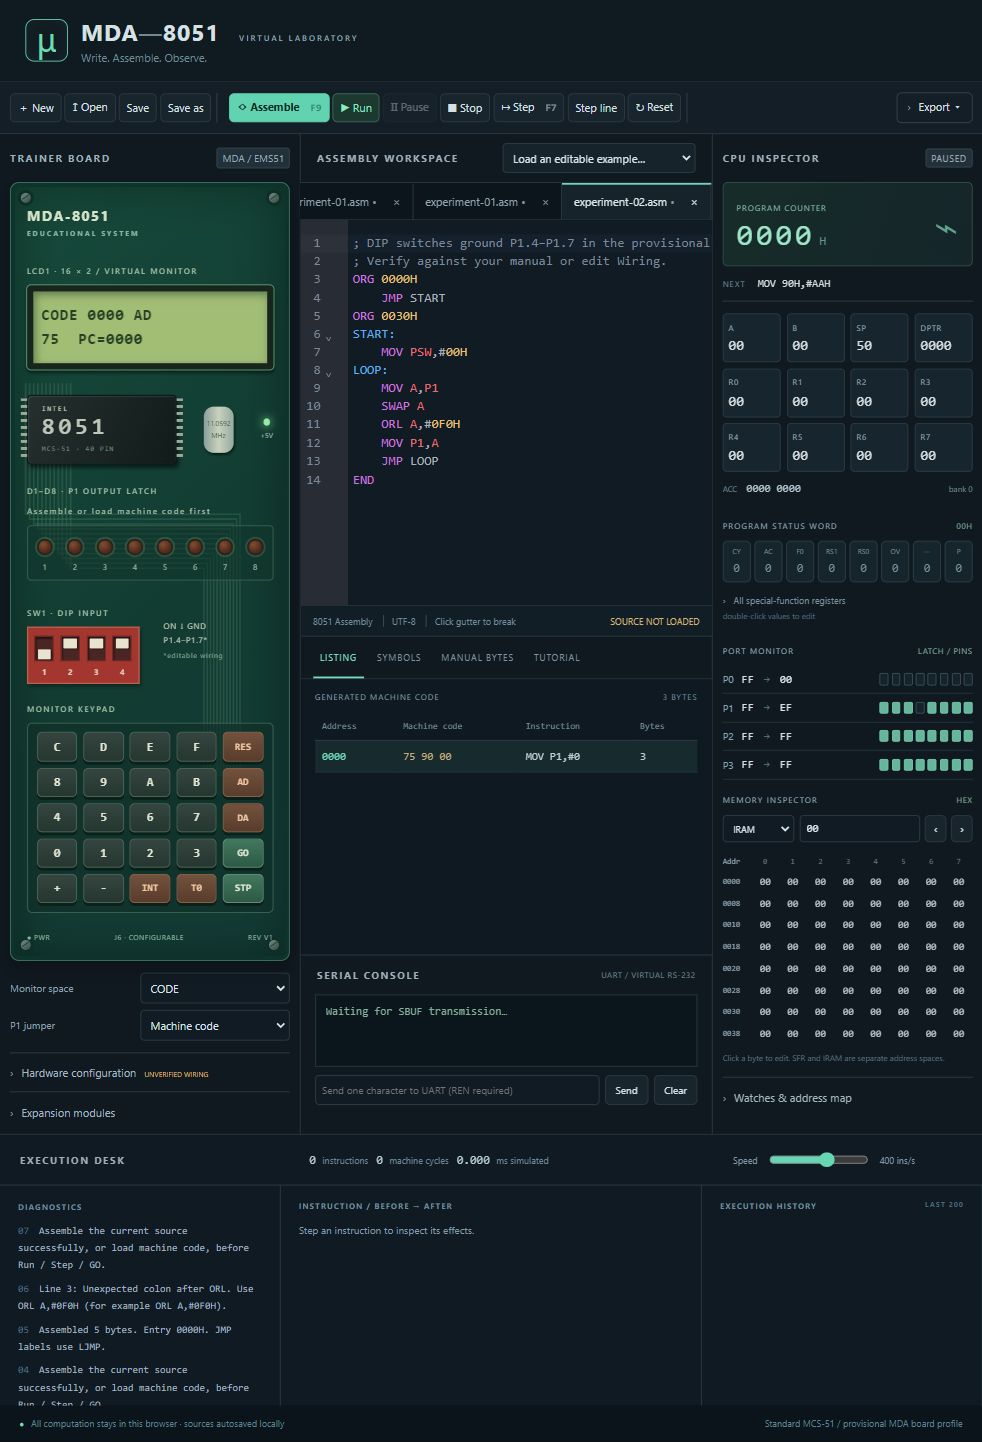 µ
MDA—8051 VIRTUAL LABORATORY
Write. Assemble. Observe.
+ New
↥ Open
Save
Save as
◇ Assemble F9
▶ Run
Pause
■ Stop
↦ Step F7
Step line
↻ Reset
› Export ▾
TRAINER BOARD MDA / EMS51
MDA-8051
EDUCATIONAL SYSTEM
LCD1 · 16 × 2 / VIRTUAL MONITOR
CODE 0000 AD
75 PC=0000
INTEL
8051
MCS-51 · 40 PIN
11.0592
MHz
+5V
D1–D8 · P1 OUTPUT LATCH
Assemble or load machine code first
1 2 3 4 5 6 7 8
SW1 · DIP INPUT
ON ↓ GND
P1.4–P1.7*
*editable wiring
1 2 3 4
MONITOR KEYPAD
C D E F RES
8 9 A B AD
4 5 6 7 DA
0 1 2 3 GO
+ - INT T0 STP
● PWR J6 · CONFIGURABLE REV V1
Monitor space CODE
P1 jumper Machine code
› Hardware configuration UNVERIFIED WIRING
› Expansion modules
ASSEMBLY WORKSPACE Load an editable example...
riment-01.asm • ×
experiment-01.asm • ×
experiment-02.asm • ×
1 ; DIP switches ground P1.4–P1.7 in the provisional
2 ; Verify against your manual or edit Wiring.
3 ORG 0000H
4 JMP START
5 ORG 0030H
6 START:
7 MOV PSW,#00H
8 LOOP:
9 MOV A,P1
10 SWAP A
11 ORL A,#0F0H
12 MOV P1,A
13 JMP LOOP
14 END
8051 Assembly UTF-8 Click gutter to break SOURCE NOT LOADED
LISTING SYMBOLS MANUAL BYTES TUTORIAL
GENERATED MACHINE CODE 3 BYTES
Address Machine code Instruction Bytes
0000 75 90 00 MOV P1,#0 3
SERIAL CONSOLE UART / VIRTUAL RS-232
Waiting for SBUF transmission…
Send one character to UART (REN required) Send Clear
CPU INSPECTOR PAUSED
PROGRAM COUNTER
0000 H
NEXT MOV 90H,#AAH
A B SP DPTR
00 00 50 0000
R0 R1 R2 R3
00 00 00 00
R4 R5 R6 R7
00 00 00 00
ACC 0000 0000 bank 0
PROGRAM STATUS WORD 00H
CY AC F0 RS1 RS0 OV — P
0 0 0 0 0 0 0 0
› All special-function registers
double-click values to edit
PORT MONITOR LATCH / PINS
P0 FF → 00
P1 FF → EF
P2 FF → FF
P3 FF → FF
MEMORY INSPECTOR HEX
IRAM 00 ‹ ›
Addr 0 1 2 3 4 5 6 7
0000 00 00 00 00 00 00 00 00
0008 00 00 00 00 00 00 00 00
0010 00 00 00 00 00 00 00 00
0018 00 00 00 00 00 00 00 00
0020 00 00 00 00 00 00 00 00
0028 00 00 00 00 00 00 00 00
0030 00 00 00 00 00 00 00 00
0038 00 00 00 00 00 00 00 00
Click a byte to edit. SFR and IRAM are separate address spaces.
› Watches & address map
EXECUTION DESK 0 instructions 0 machine cycles 0.000 ms simulated Speed 400 ins/s
DIAGNOSTICS
07 Assemble the current source
successfully, or load machine code, before
Run / Step / GO.
06 Line 3: Unexpected colon after ORL. Use
ORL A,#0F0H (for example ORL A,#0F0H).
05 Assembled 5 bytes. Entry 0000H. JMP
labels use LJMP.
04 Assemble the current source
successfully, or load machine code, before
Run / Step / GO
INSTRUCTION / BEFORE → AFTER
Step an instruction to inspect its effects.
EXECUTION HISTORY LAST 200
● All computation stays in this browser · sources autosaved locally
Standard MCS-51 / provisional MDA board profile